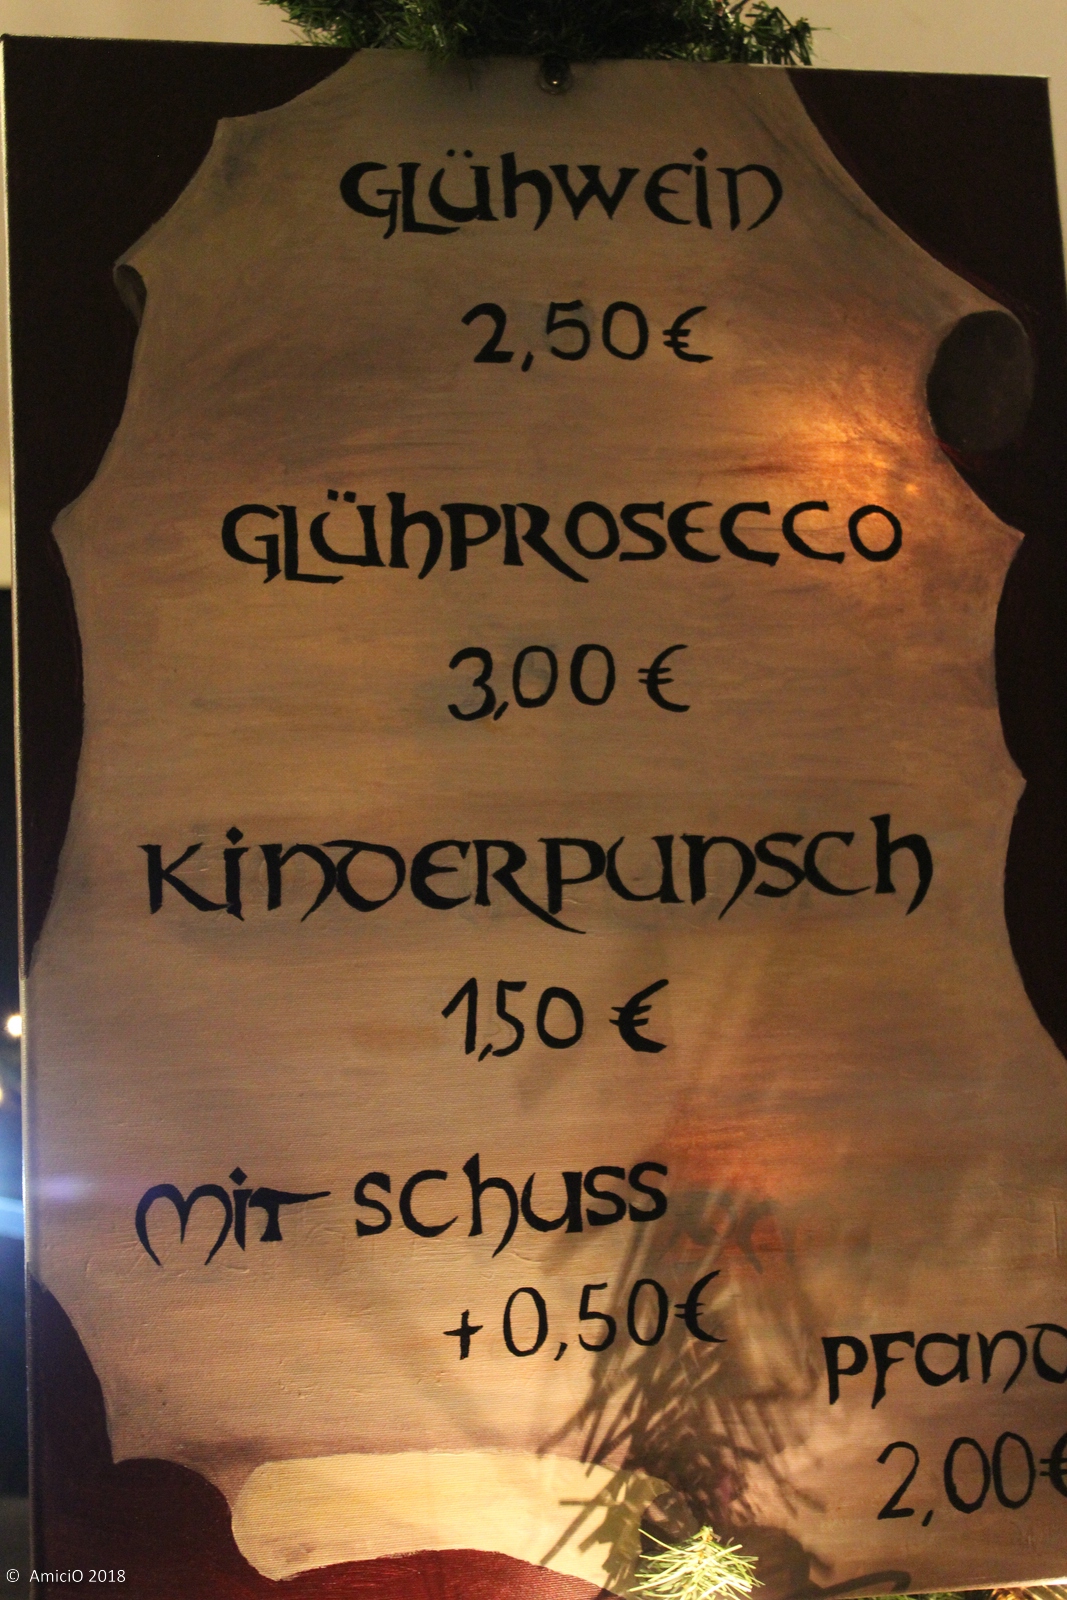 GLühwein
2,50€
GLühPROSECCO
3,00€
KinDERpunSCh
1,50€
mit Schuss
+0,50€
Pfand
2,00€
© AmiciO 2018